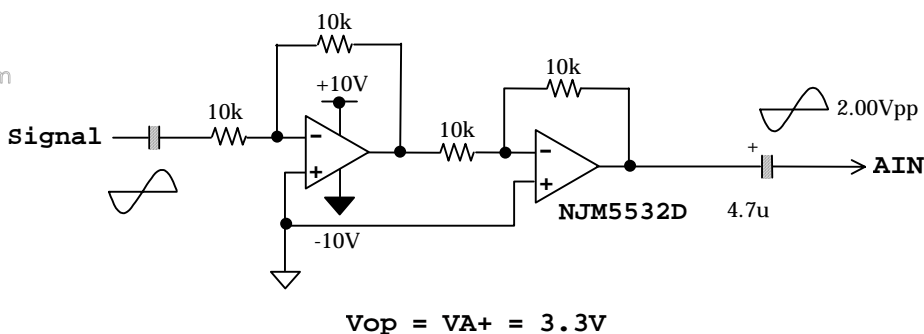 10k
m
+10V
10k
10k
10k
Signal
2.00Vpp
+
AIN
NJM5532D
4.7u
-10V
Vop = VA+ = 3.3V